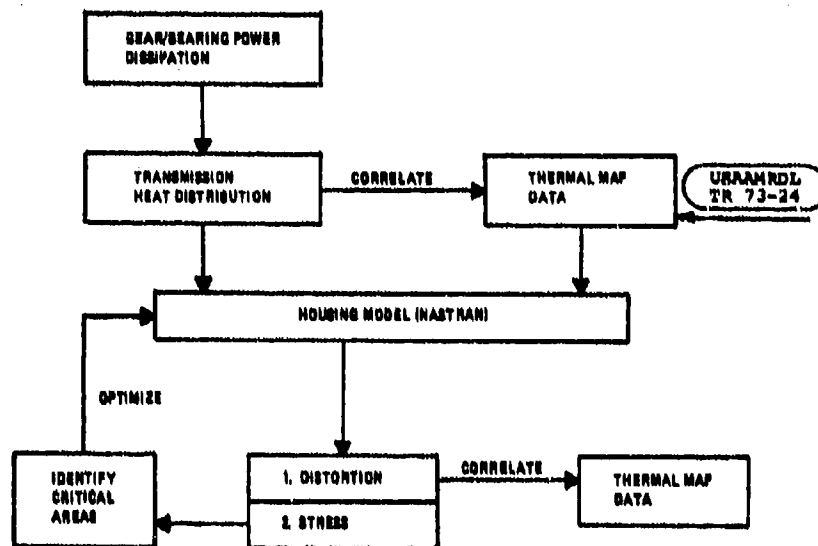 GEAR/BEARING POWER
DISSIPATION
TRANSMISSION
HEAT DISTRIBUTION
CORRELATE
THERMAL MAP
DATA
USAAMRDL
TR 73-24
HOUSING MODEL (NASTRAN)
OPTIMIZE
IDENTIFY
CRITICAL
AREAS
1. DISTORTION
2. STRESS
CORRELATE
THERMAL MAP
DATA